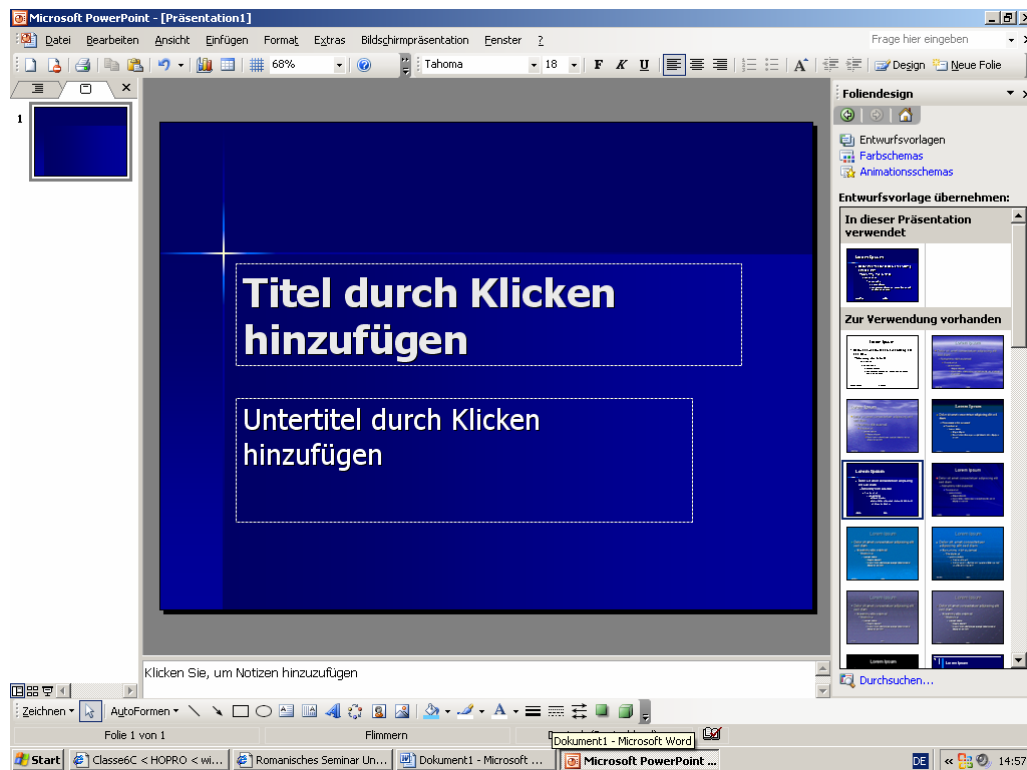 Microsoft PowerPoint - [Präsentation1]
Datei Bearbeiten Ansicht Einfügen Format Extras Bildschirmpräsentation Fenster ? Frage hier eingeben
68% Tahoma 18 F K U Design Neue Folie
Foliendesign
1
Entwurfsvorlagen
Farbschemas
Animationsschemas
Entwurfsvorlage übernehmen:
In dieser Präsentation
verwendet
Zur Verwendung vorhanden
Titel durch Klicken
hinzufügen
Untertitel durch Klicken
hinzufügen
Durchsuchen...
Klicken Sie, um Notizen hinzuzufügen
Zeichnen AutoFormen
Folie 1 von 1 Flimmern
Dokument1 - Microsoft Word
Start Classe6C < HOPRO < wi... Romanisches Seminar Un... Dokument1 - Microsoft ... Microsoft PowerPoint ... DE « 14:57